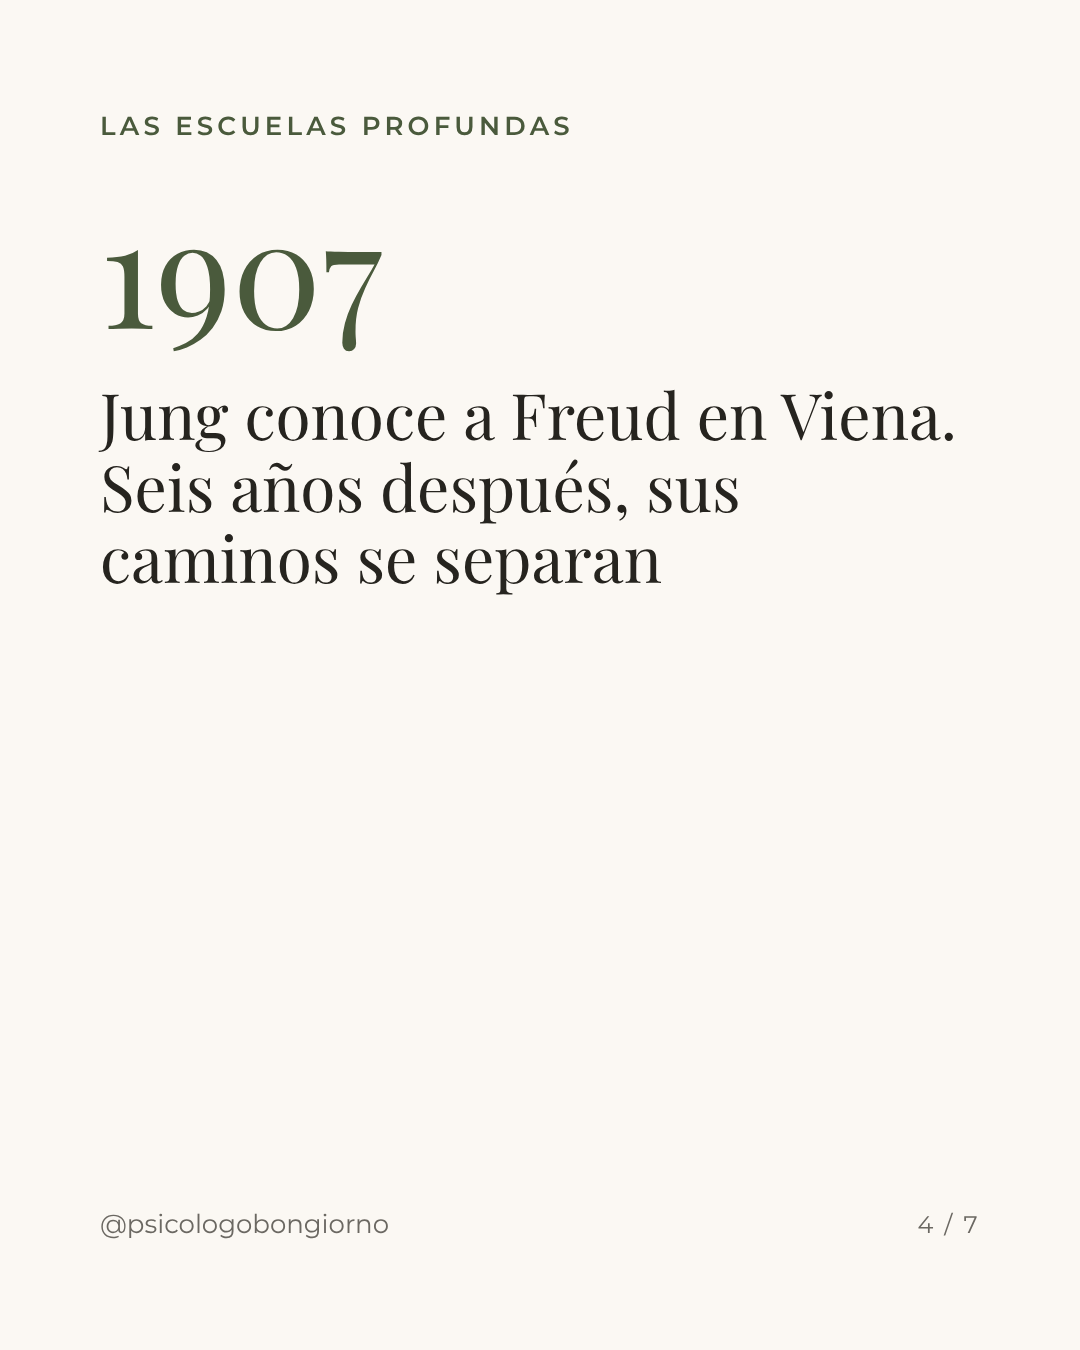 LAS ESCUELAS PROFUNDAS
1907
Jung conoce a Freud en Viena.
Seis años después, sus
caminos se separan
@psicologobongiorno
4 / 7